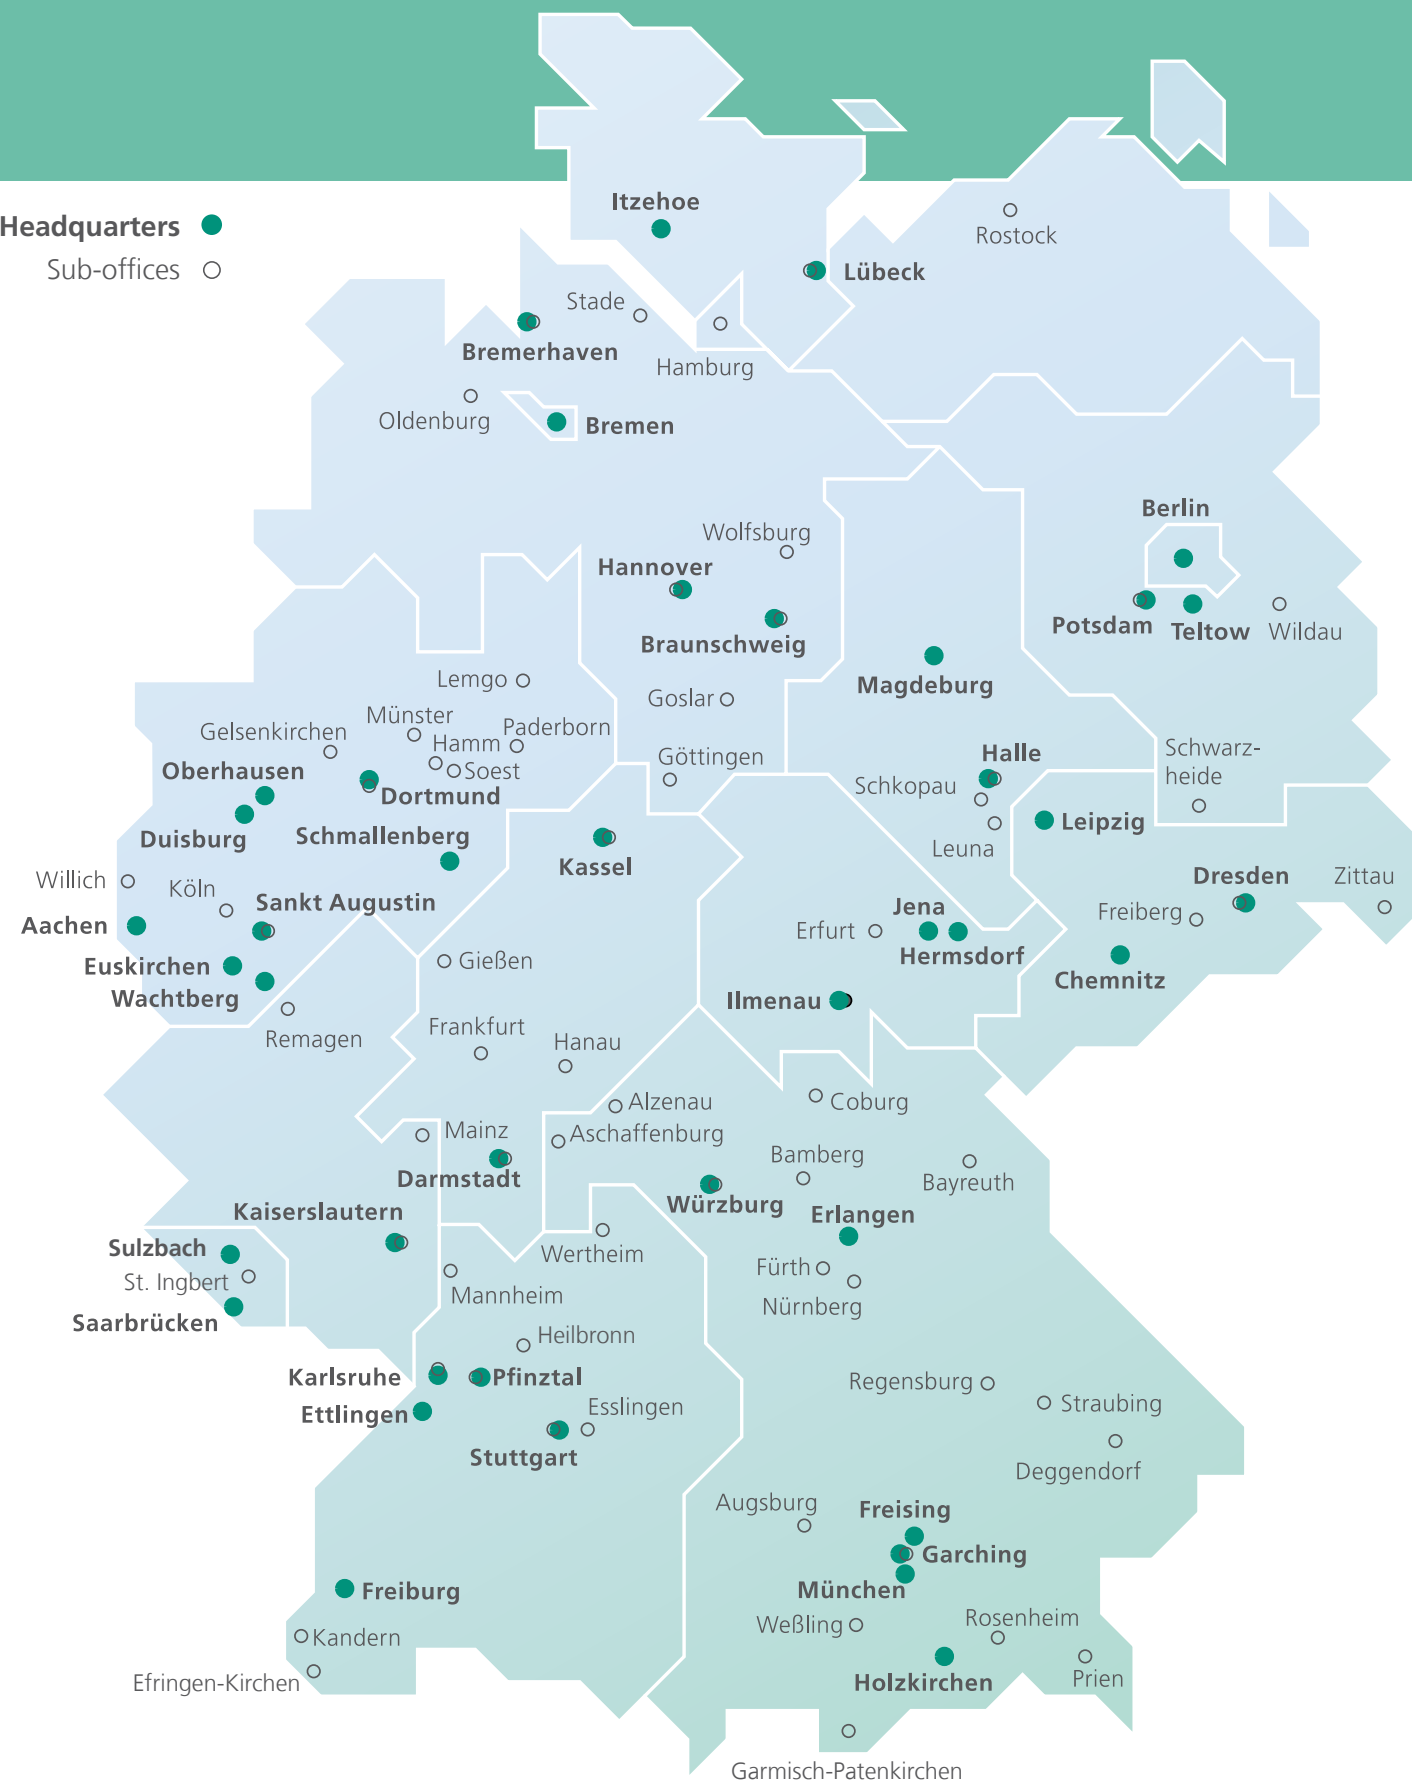 Itzehoe
Rostock
Headquarters
Sub-offices
Lübeck
Stade
Bremerhaven
Hamburg
Oldenburg
Bremen
Berlin
Wolfsburg
Hannover
Potsdam
Teltow
Wildau
Braunschweig
Lemgo
Magdeburg
Goslar
Münster
Paderborn
Gelsenkirchen
Hamm
Soest
Göttingen
Halle
Schwarz-
heide
Oberhausen
Dortmund
Schkopau
Duisburg
Schmallenberg
Leipzig
Leuna
Kassel
Willich
Köln
Dresden
Zittau
Sankt Augustin
Jena
Freiberg
Aachen
Erfurt
Hermsdorf
Euskirchen
Gießen
Chemnitz
Wachtberg
Ilmenau
Remagen
Frankfurt
Hanau
Alzenau
Coburg
Mainz
Aschaffenburg
Bamberg
Darmstadt
Bayreuth
Würzburg
Kaiserslautern
Erlangen
Sulzbach
Wertheim
St. Ingbert
Fürth
Mannheim
Nürnberg
Saarbrücken
Heilbronn
Karlsruhe
Pfinztal
Regensburg
Straubing
Ettlingen
Esslingen
Stuttgart
Deggendorf
Augsburg
Freising
Garching
Freiburg
München
Weßling
Rosenheim
Kandern
Efringen-Kirchen
Holzkirchen
Prien
Garmisch-Patenkirchen